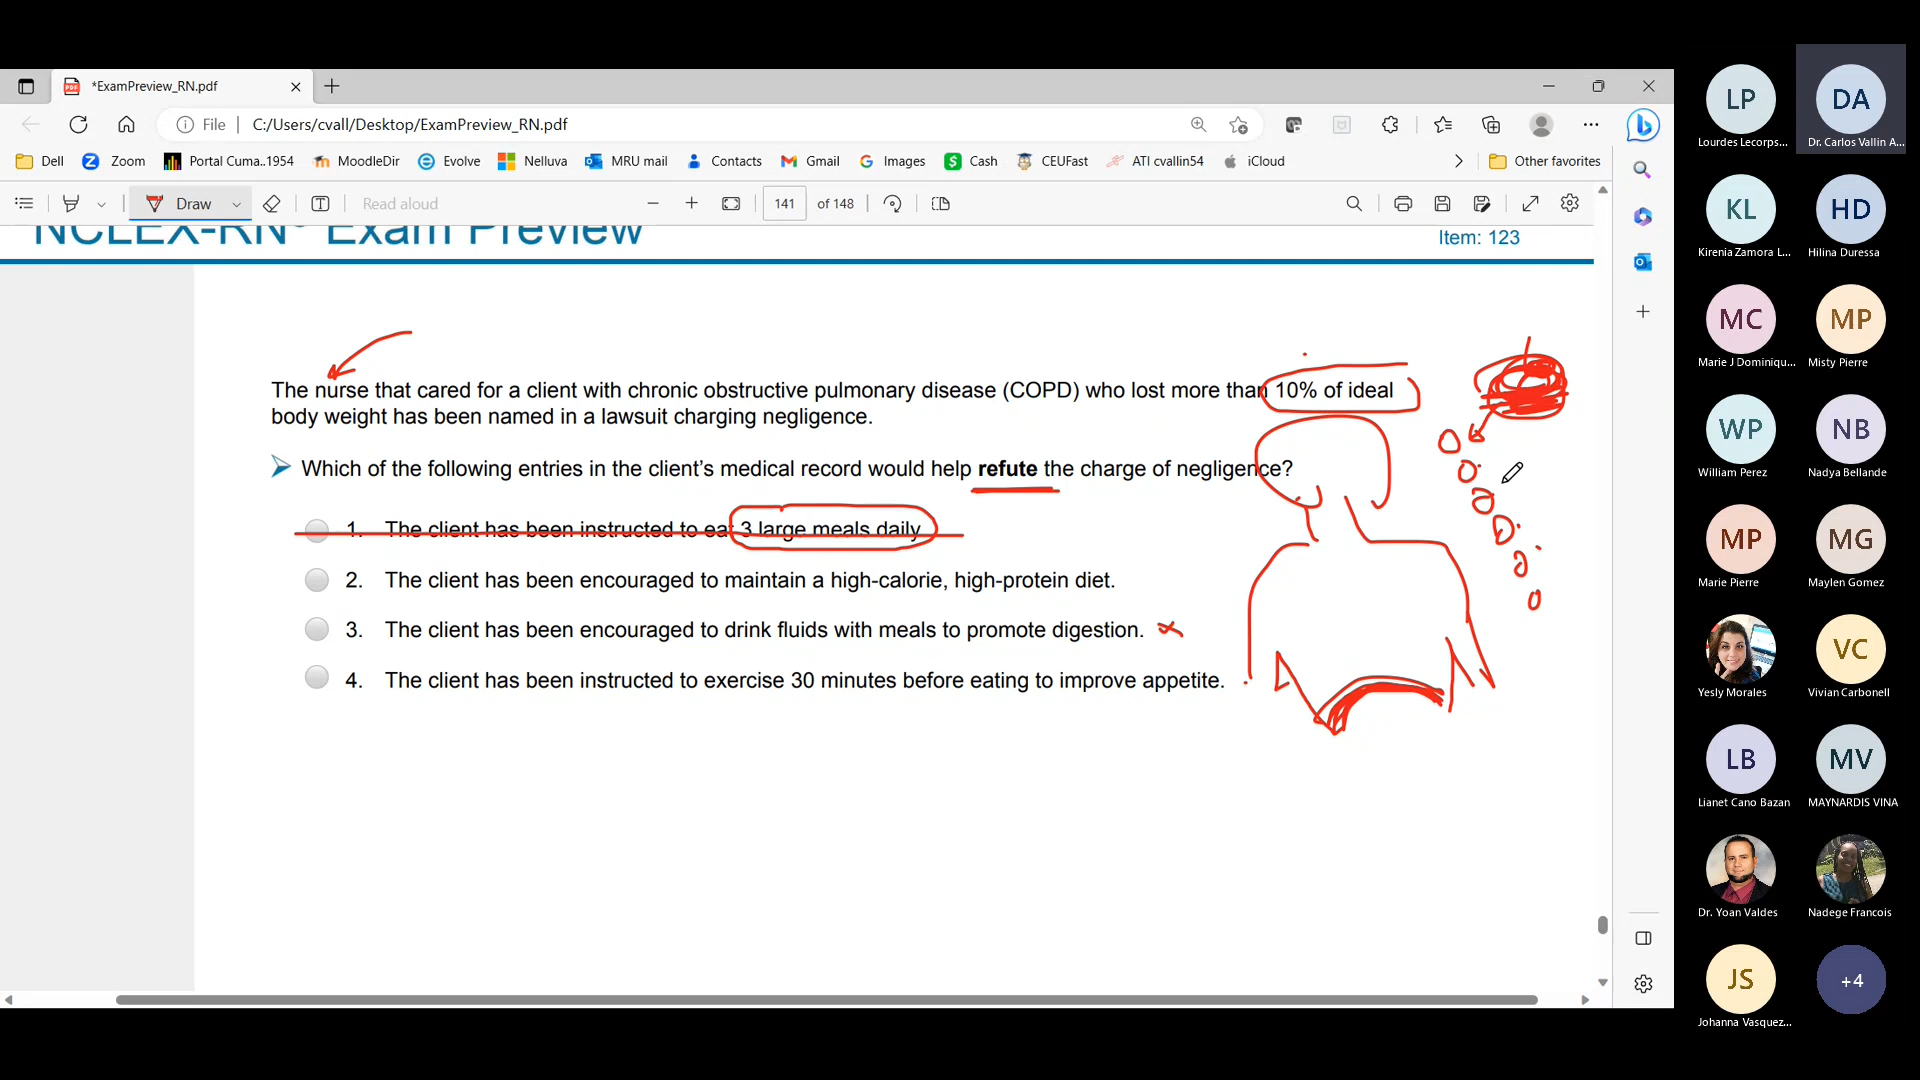 *ExamPreview_RN.pdf
File
C:/Users/cvall/Desktop/ExamPreview_RN.pdf
Dell
Zoom
Portal Cuma..1954
MoodleDir
Evolve
Nelluva
MRU mail
Contacts
Gmail
Images
Cash
CEUFast
ATI cvallin54
iCloud
Other favorites
Draw
Read aloud
141
of 148
NCLEX-RN® Exam Preview
Item: 123
The nurse that cared for a client with chronic obstructive pulmonary disease (COPD) who lost more than 10% of ideal
body weight has been named in a lawsuit charging negligence.
Which of the following entries in the client's medical record would help refute the charge of negligence?
1. The client has been instructed to eat 3 large meals daily.
2. The client has been encouraged to maintain a high-calorie, high-protein diet.
3. The client has been encouraged to drink fluids with meals to promote digestion.
4. The client has been instructed to exercise 30 minutes before eating to improve appetite.
LP
Lourdes Lecorps...
DA
Dr. Carlos Vallin A...
KL
Kirenia Zamora L...
HD
Hilina Duressa
MC
Marie J Dominiqu...
MP
Misty Pierre
WP
William Perez
NB
Nadya Bellande
MP
Marie Pierre
MG
Maylen Gomez
Yesly Morales
VC
Vivian Carbonell
LB
Lianet Cano Bazan
MV
MAYNARDIS VINA
Dr. Yoan Valdes
Nadege Francois
JS
Johanna Vasquez...
+4